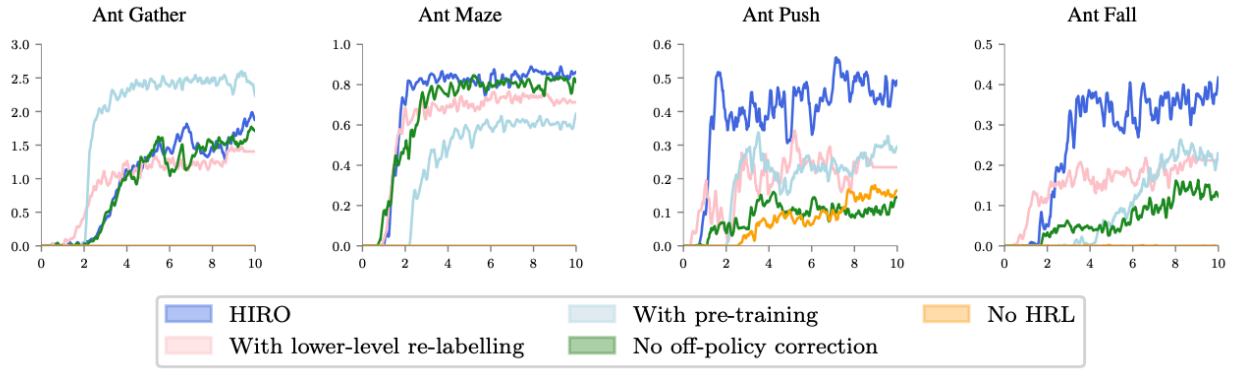 Ant Gather Ant Maze Ant Push Ant Fall
3.0 1.0 0.6 0.5
2.5 0.8 0.5 0.4
2.0 0.6 0.4 0.3
1.5 0.4 0.3 0.2
1.0 0.2 0.2 0.1
0.5 0.0 0.1 0.0
0.0 0.0
0 2 4 6 8 10 0 2 4 6 8 10 0 2 4 6 8 10 0 2 4 6 8 10
HIRO With pre-training No HRL
With lower-level re-labelling No off-policy correction